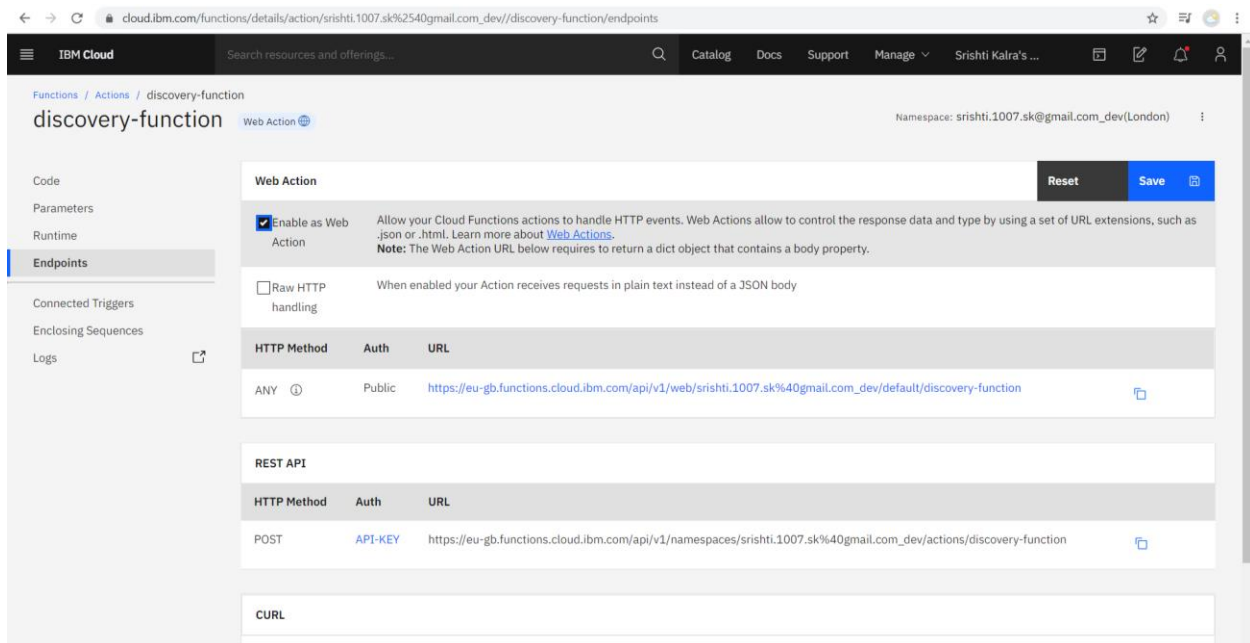 cloud.ibm.com/functions/details/action/srishti.1007.sk%2540gmail.com_dev//discovery-function/endpoints
IBM Cloud
Search resources and offerings...
Catalog
Docs
Support
Manage
Srishti Kalra's ...
Functions / Actions / discovery-function
discovery-function
Web Action
Namespace: srishti.1007.sk@gmail.com_dev(London)
Code
Parameters
Runtime
Endpoints
Connected Triggers
Enclosing Sequences
Logs
Web Action
Reset
Save
Enable as Web
Action
Allow your Cloud Functions actions to handle HTTP events. Web Actions allow to control the response data and type by using a set of URL extensions, such as
.json or .html. Learn more about Web Actions.
Note: The Web Action URL below requires to return a dict object that contains a body property.
Raw HTTP
handling
When enabled your Action receives requests in plain text instead of a JSON body
HTTP Method Auth URL
ANY Public https://eu-gb.functions.cloud.ibm.com/api/v1/web/srishti.1007.sk%40gmail.com_dev/default/discovery-function
REST API
HTTP Method Auth URL
POST API-KEY https://eu-gb.functions.cloud.ibm.com/api/v1/namespaces/srishti.1007.sk%40gmail.com_dev/actions/discovery-function
CURL